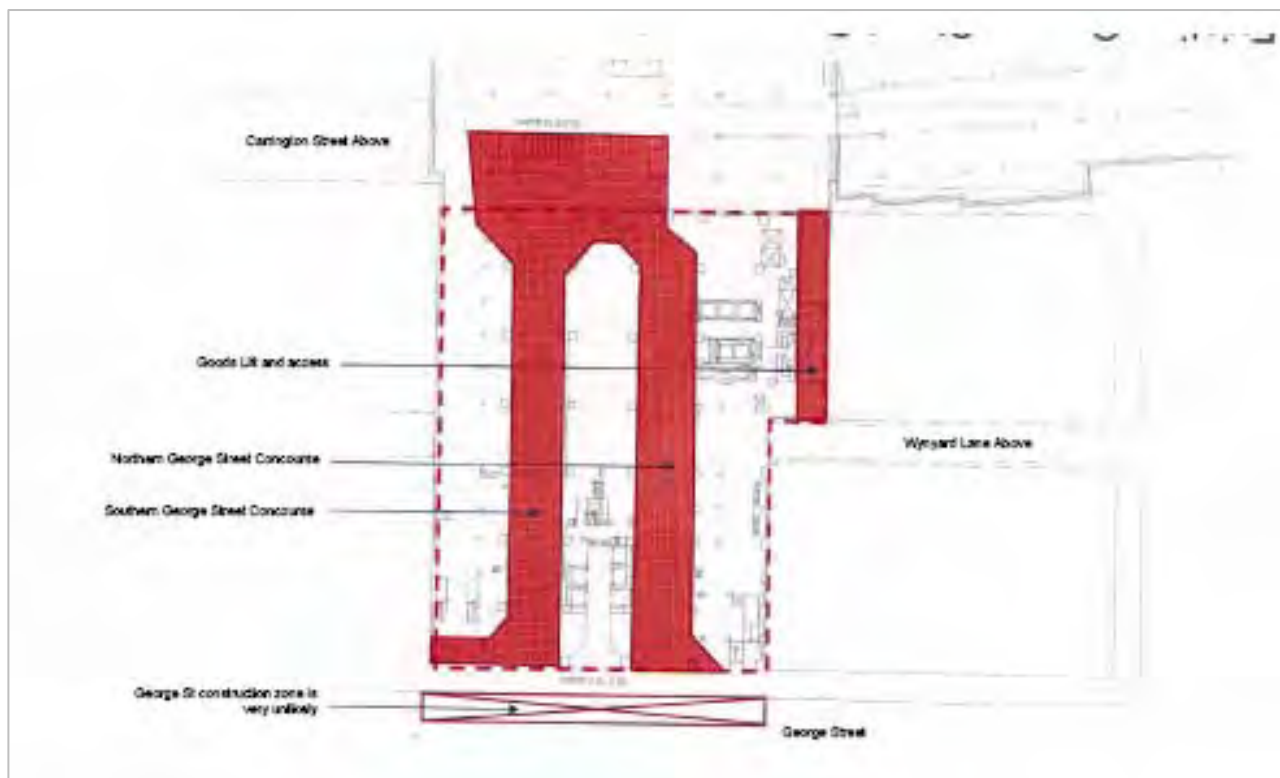 Carrington Street Above
Goods Lift and access
Northern George Street Concourse
Wynyard Lane Above
Southern George Street Concourse
George St construction zone is
very unlikely
George Street